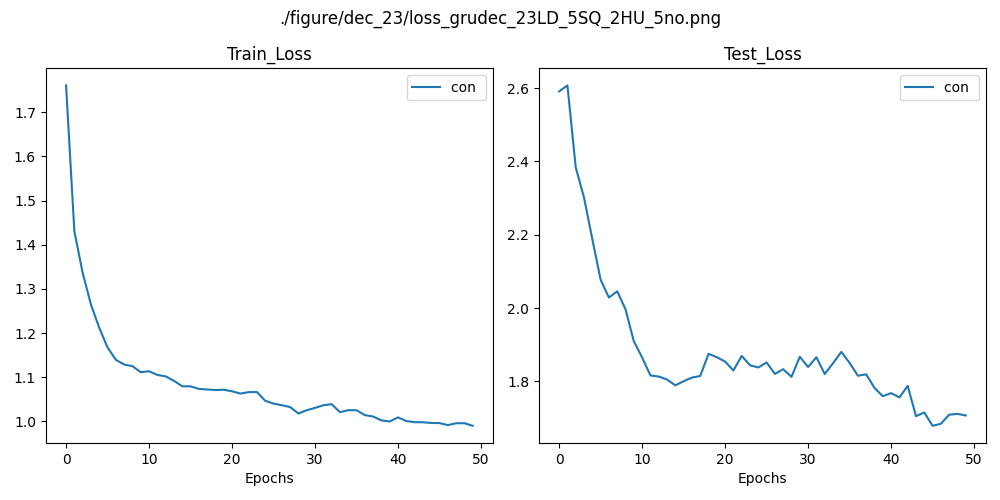 ./figure/dec_23/loss_grudec_23LD_5SQ_2HU_5no.png
Train_Loss
con
1.7
1.6
1.5
1.4
1.3
1.2
1.1
1.0
0 10 20 30 40 50
Epochs
Test_Loss
con
2.6
2.4
2.2
2.0
1.8
0 10 20 30 40 50
Epochs